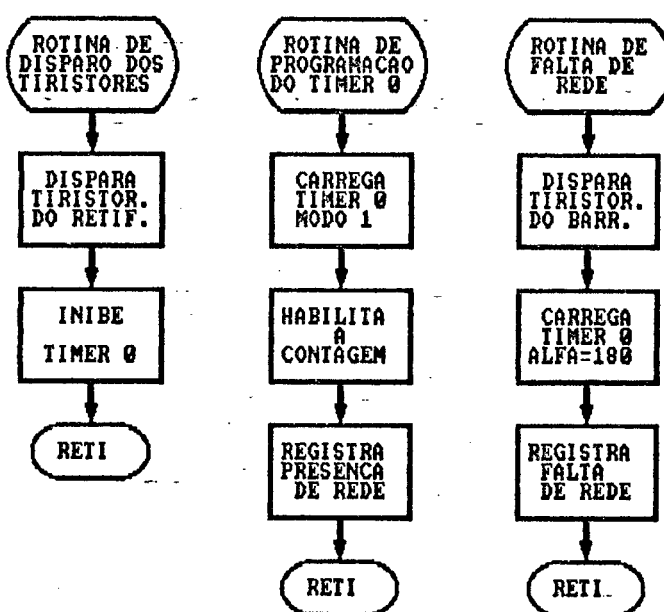 ROTINA DE
DISPARO DOS
TIRISTORES
DISPARA
TIRISTOR.
DO RETIF.
INIBE
TIMER 0
RETI
ROTINA DE
PROGRAMACAO
DO TIMER 0
CARREGA
TIMER 0
MODO 1
HABILITA
A
CONTAGEM
REGISTRA
PRESENCA
DE REDE
RETI
ROTINA DE
FALTA DE
REDE
DISPARA
TIRISTOR.
DO BARR.
CARREGA
TIMER 0
ALFA=180
REGISTRA
FALTA
DE REDE
RETI